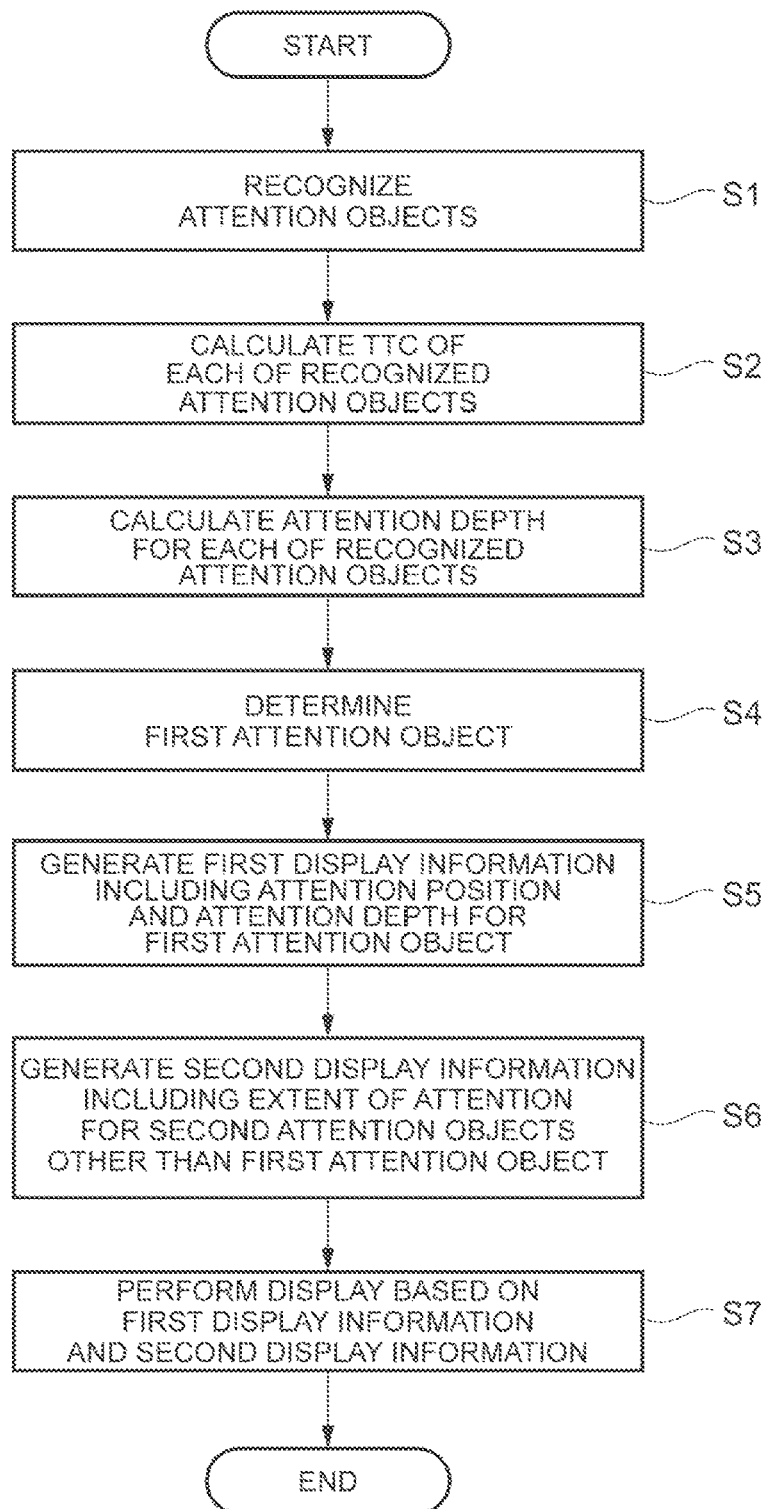 START
RECOGNIZE
ATTENTION OBJECTS
S1
CALCULATE TTC OF
EACH OF RECOGNIZED
ATTENTION OBJECTS
S2
CALCULATE ATTENTION DEPTH
FOR EACH OF RECOGNIZED
ATTENTION OBJECTS
S3
DETERMINE
FIRST ATTENTION OBJECT
S4
GENERATE FIRST DISPLAY INFORMATION
INCLUDING ATTENTION POSITION
AND ATTENTION DEPTH FOR
FIRST ATTENTION OBJECT
S5
GENERATE SECOND DISPLAY INFORMATION
INCLUDING EXTENT OF ATTENTION
FOR SECOND ATTENTION OBJECTS
OTHER THAN FIRST ATTENTION OBJECT
S6
PERFORM DISPLAY BASED ON
FIRST DISPLAY INFORMATION
AND SECOND DISPLAY INFORMATION
S7
END